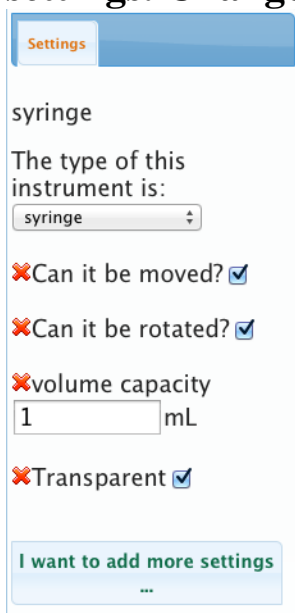 Settings
syringe
The type of this
instrument is:
syringe
Can it be moved?
Can it be rotated?
volume capacity
1 mL
Transparent
I want to add more settings
...